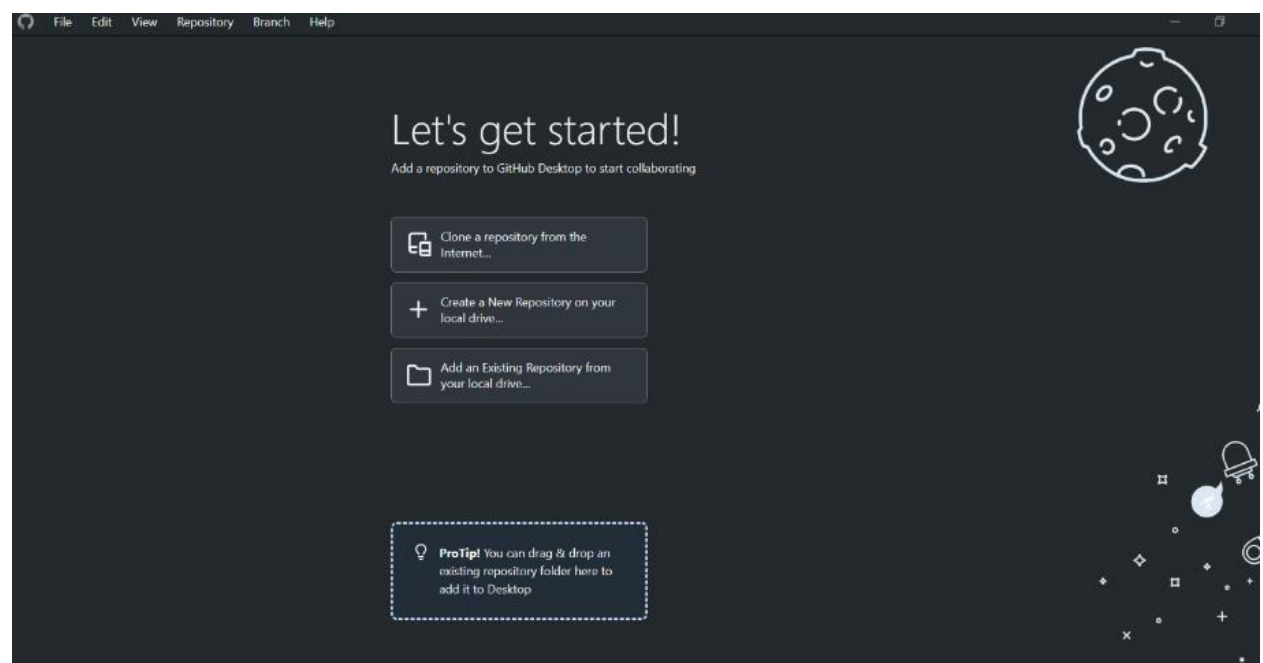 File Edit View Repository Branch Help
Let's get started!
Add a repository to GitHub Desktop to start collaborating
Clone a repository from the
Internet...
Create a New Repository on your
local drive...
Add an Existing Repository from
your local drive...
ProTip! You can drag & drop an
existing repository folder here to
add it to Desktop